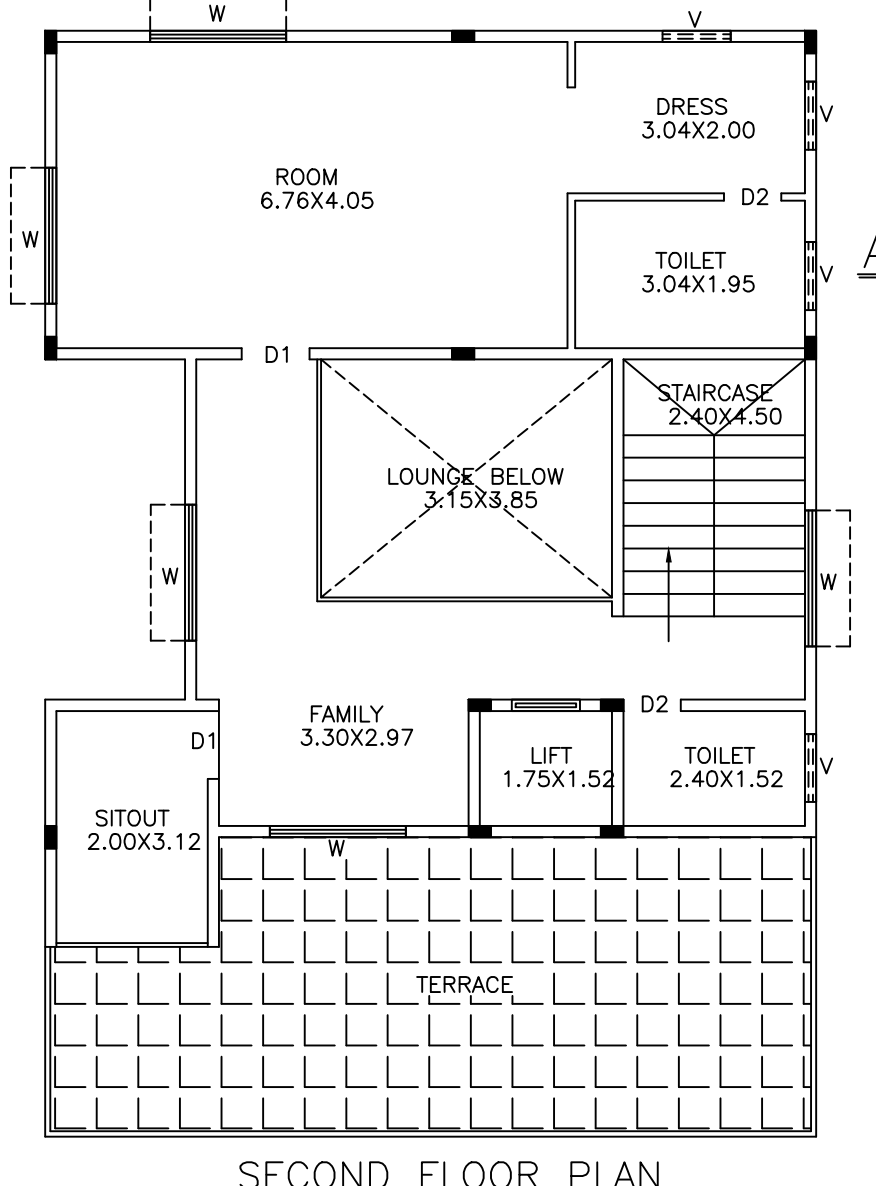 W
V
DRESS
3.04X2.00
V
ROOM
6.76X4.05
D2
W
TOILET
3.04X1.95
V
A
D1
STAIRCASE
2.40X4.50
LOUNGE BELOW
3.15X3.85
W
W
D2
FAMILY
3.30X2.97
D1
LIFT
1.75X1.52
TOILET
2.40X1.52
V
SITOUT
2.00X3.12
W
TERRACE
SECOND FLOOR PLAN